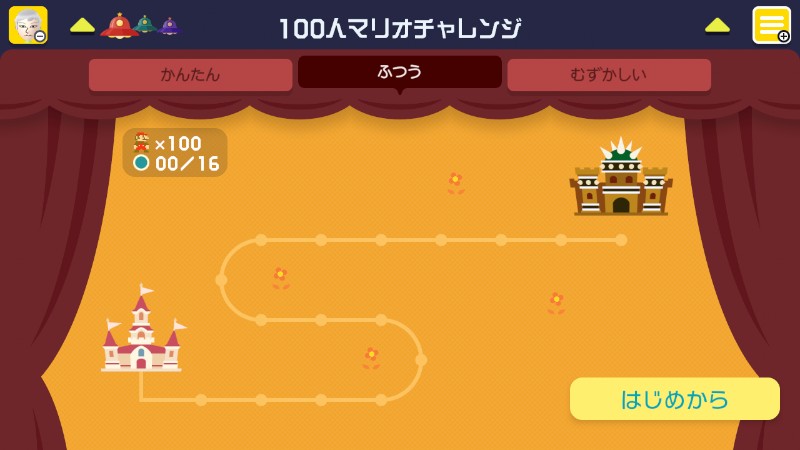 100人マリオチャレンジ
かんたん
ふつう
むずかしい
×100
00/16
はじめから